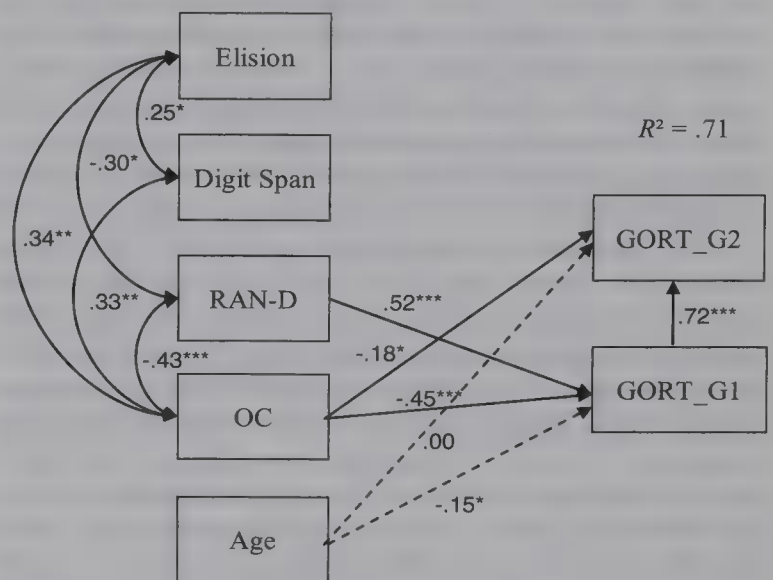 Elision
.25*
R² = .71
-.30*
Digit Span
GORT_G2
.34**
.33**
RAN-D
.52***
.72***
-.18*
-.43***
OC
-.45***
GORT_G1
.00
-.15*
Age